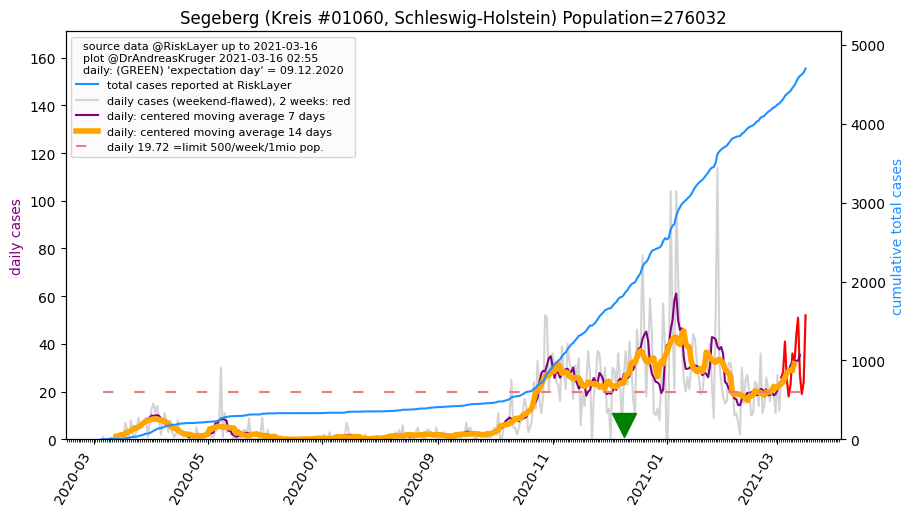 Segeberg (Kreis #01060, Schleswig-Holstein) Population=276032
source data @RiskLayer up to 2021-03-16
plot @DrAndreasKruger 2021-03-16 02:55
daily: (GREEN) 'expectation day' = 09.12.2020
total cases reported at RiskLayer
daily cases (weekend-flawed), 2 weeks: red
daily: centered moving average 7 days
daily: centered moving average 14 days
daily 19.72 =limit 500/week/1mio pop.
daily cases
160
140
120
100
80
60
40
20
0
cumulative total cases
5000
4000
3000
2000
1000
0
2020-03
2020-05
2020-07
2020-09
2020-11
2021-01
2021-03